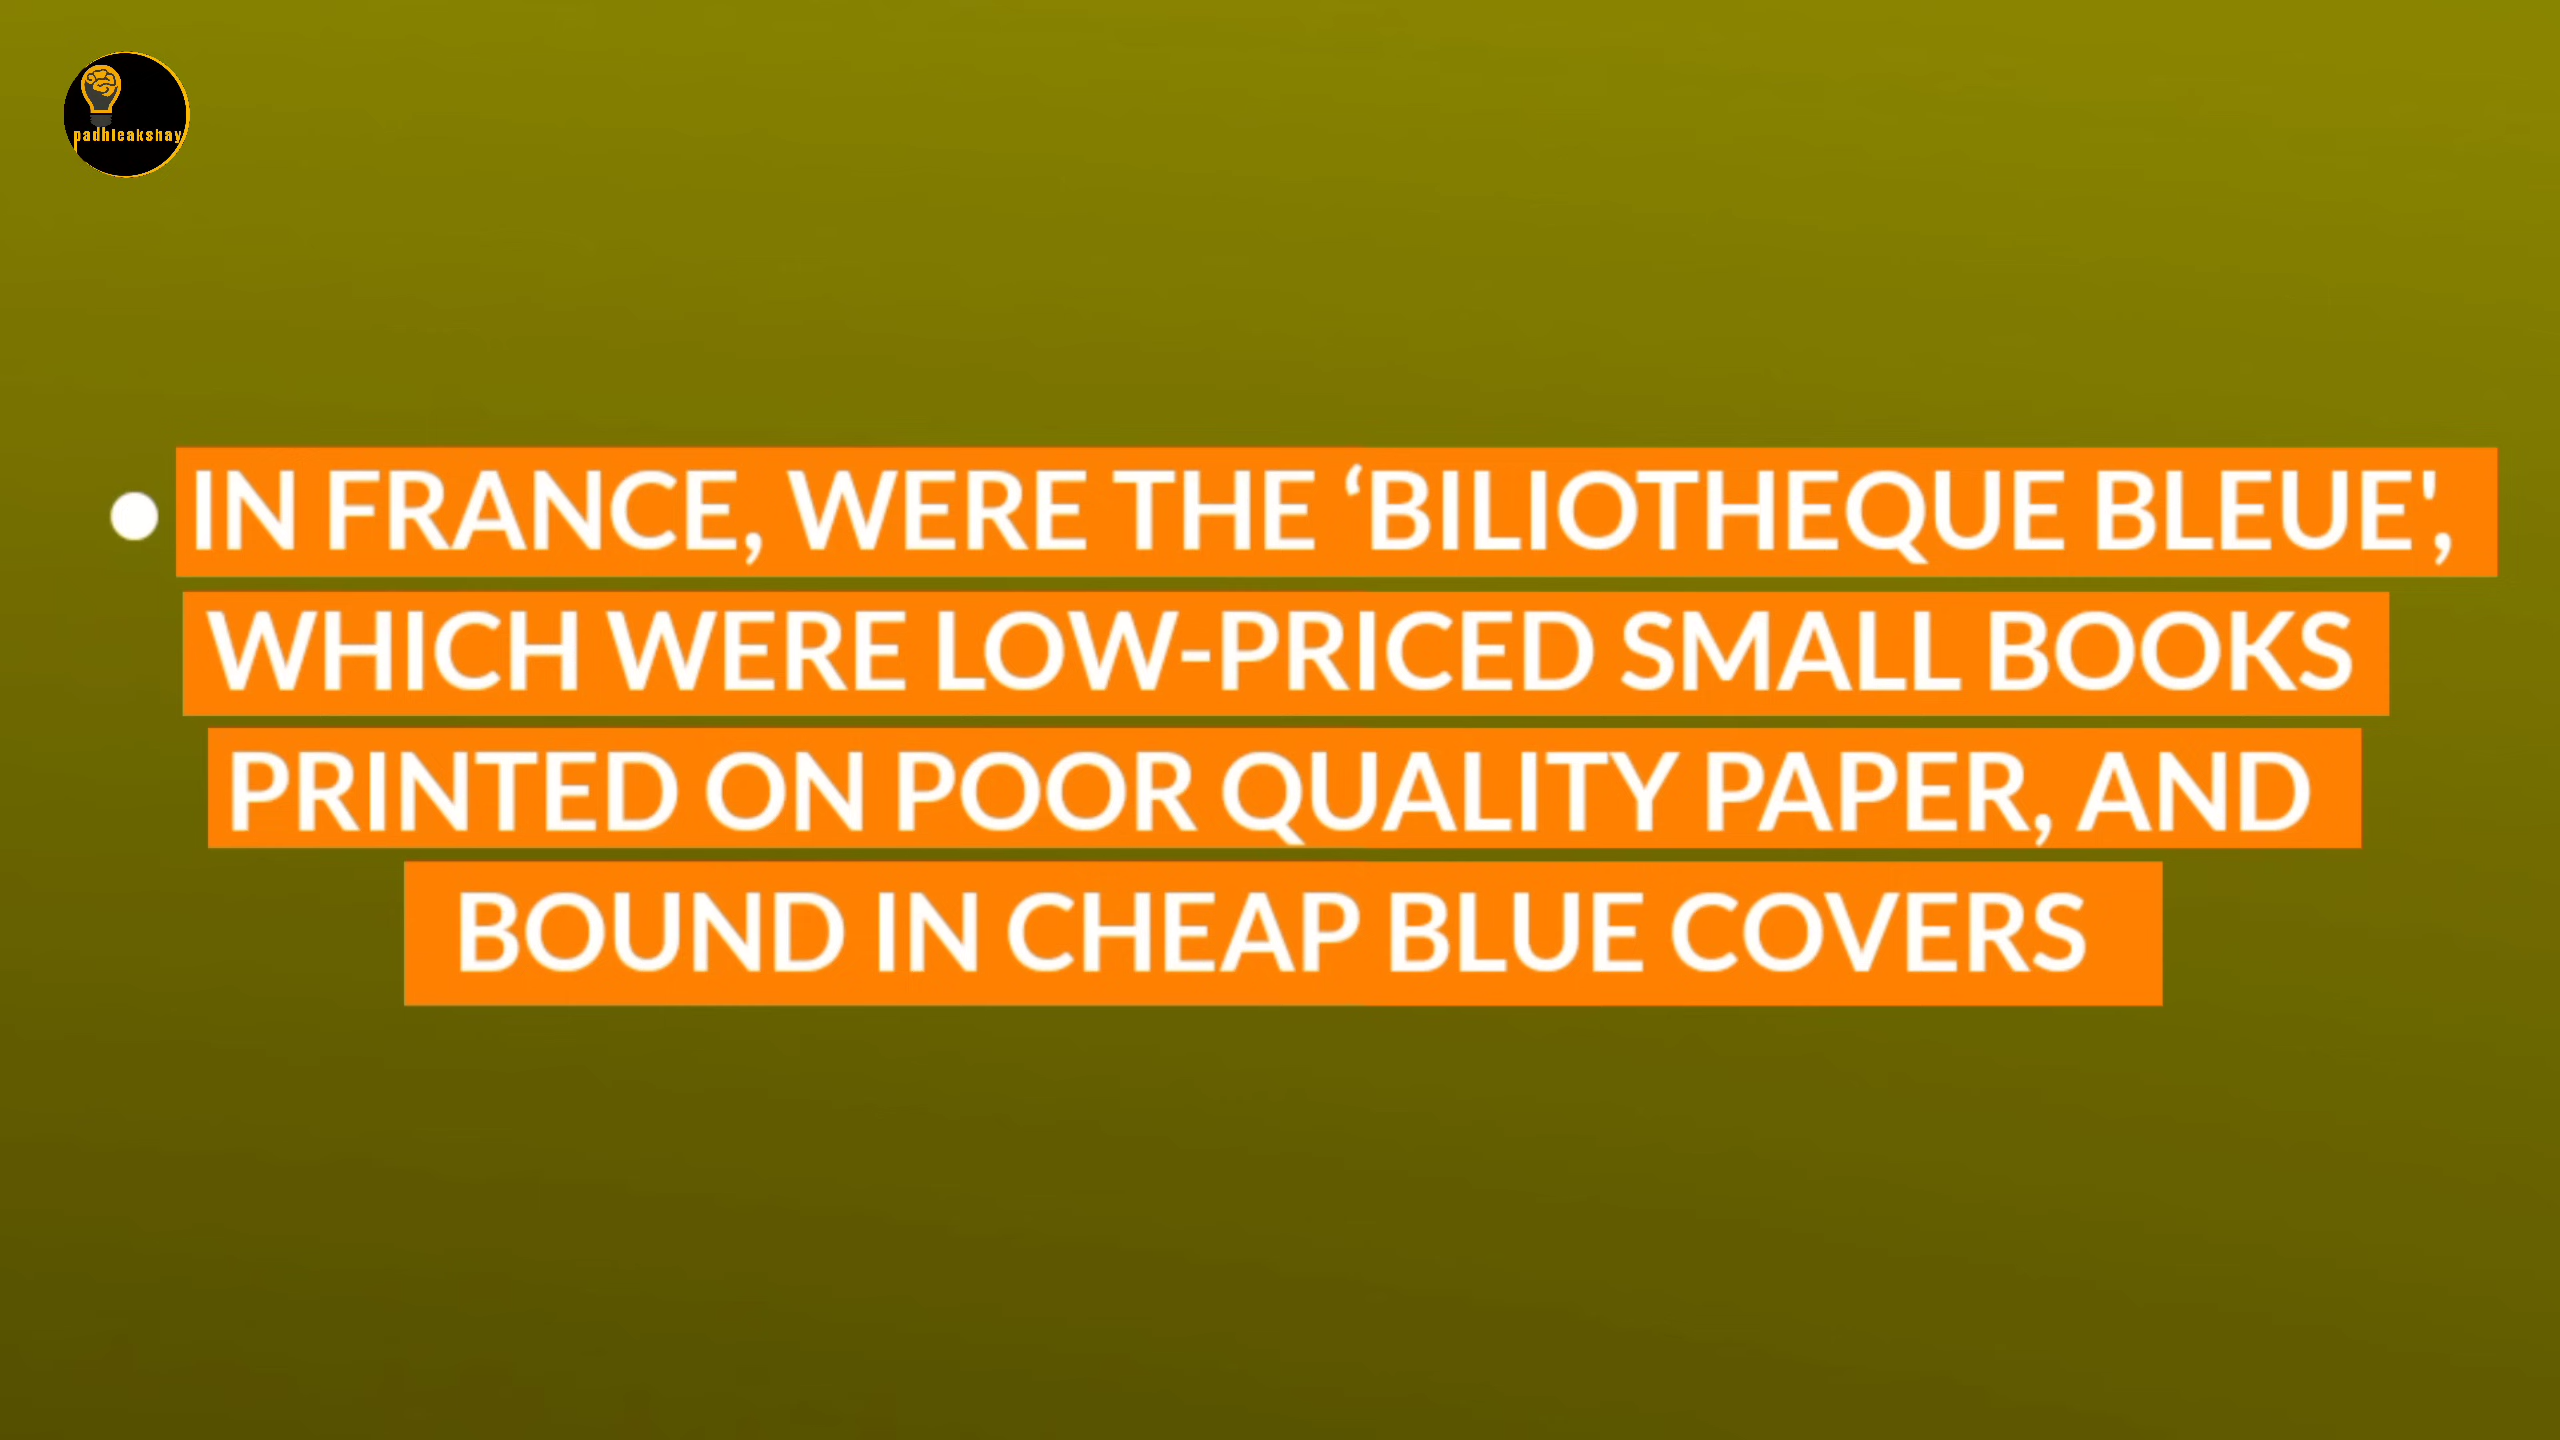 padhleakshay
• IN FRANCE, WERE THE ‘BILIOTHEQUE BLEUE',
WHICH WERE LOW-PRICED SMALL BOOKS
PRINTED ON POOR QUALITY PAPER, AND
BOUND IN CHEAP BLUE COVERS